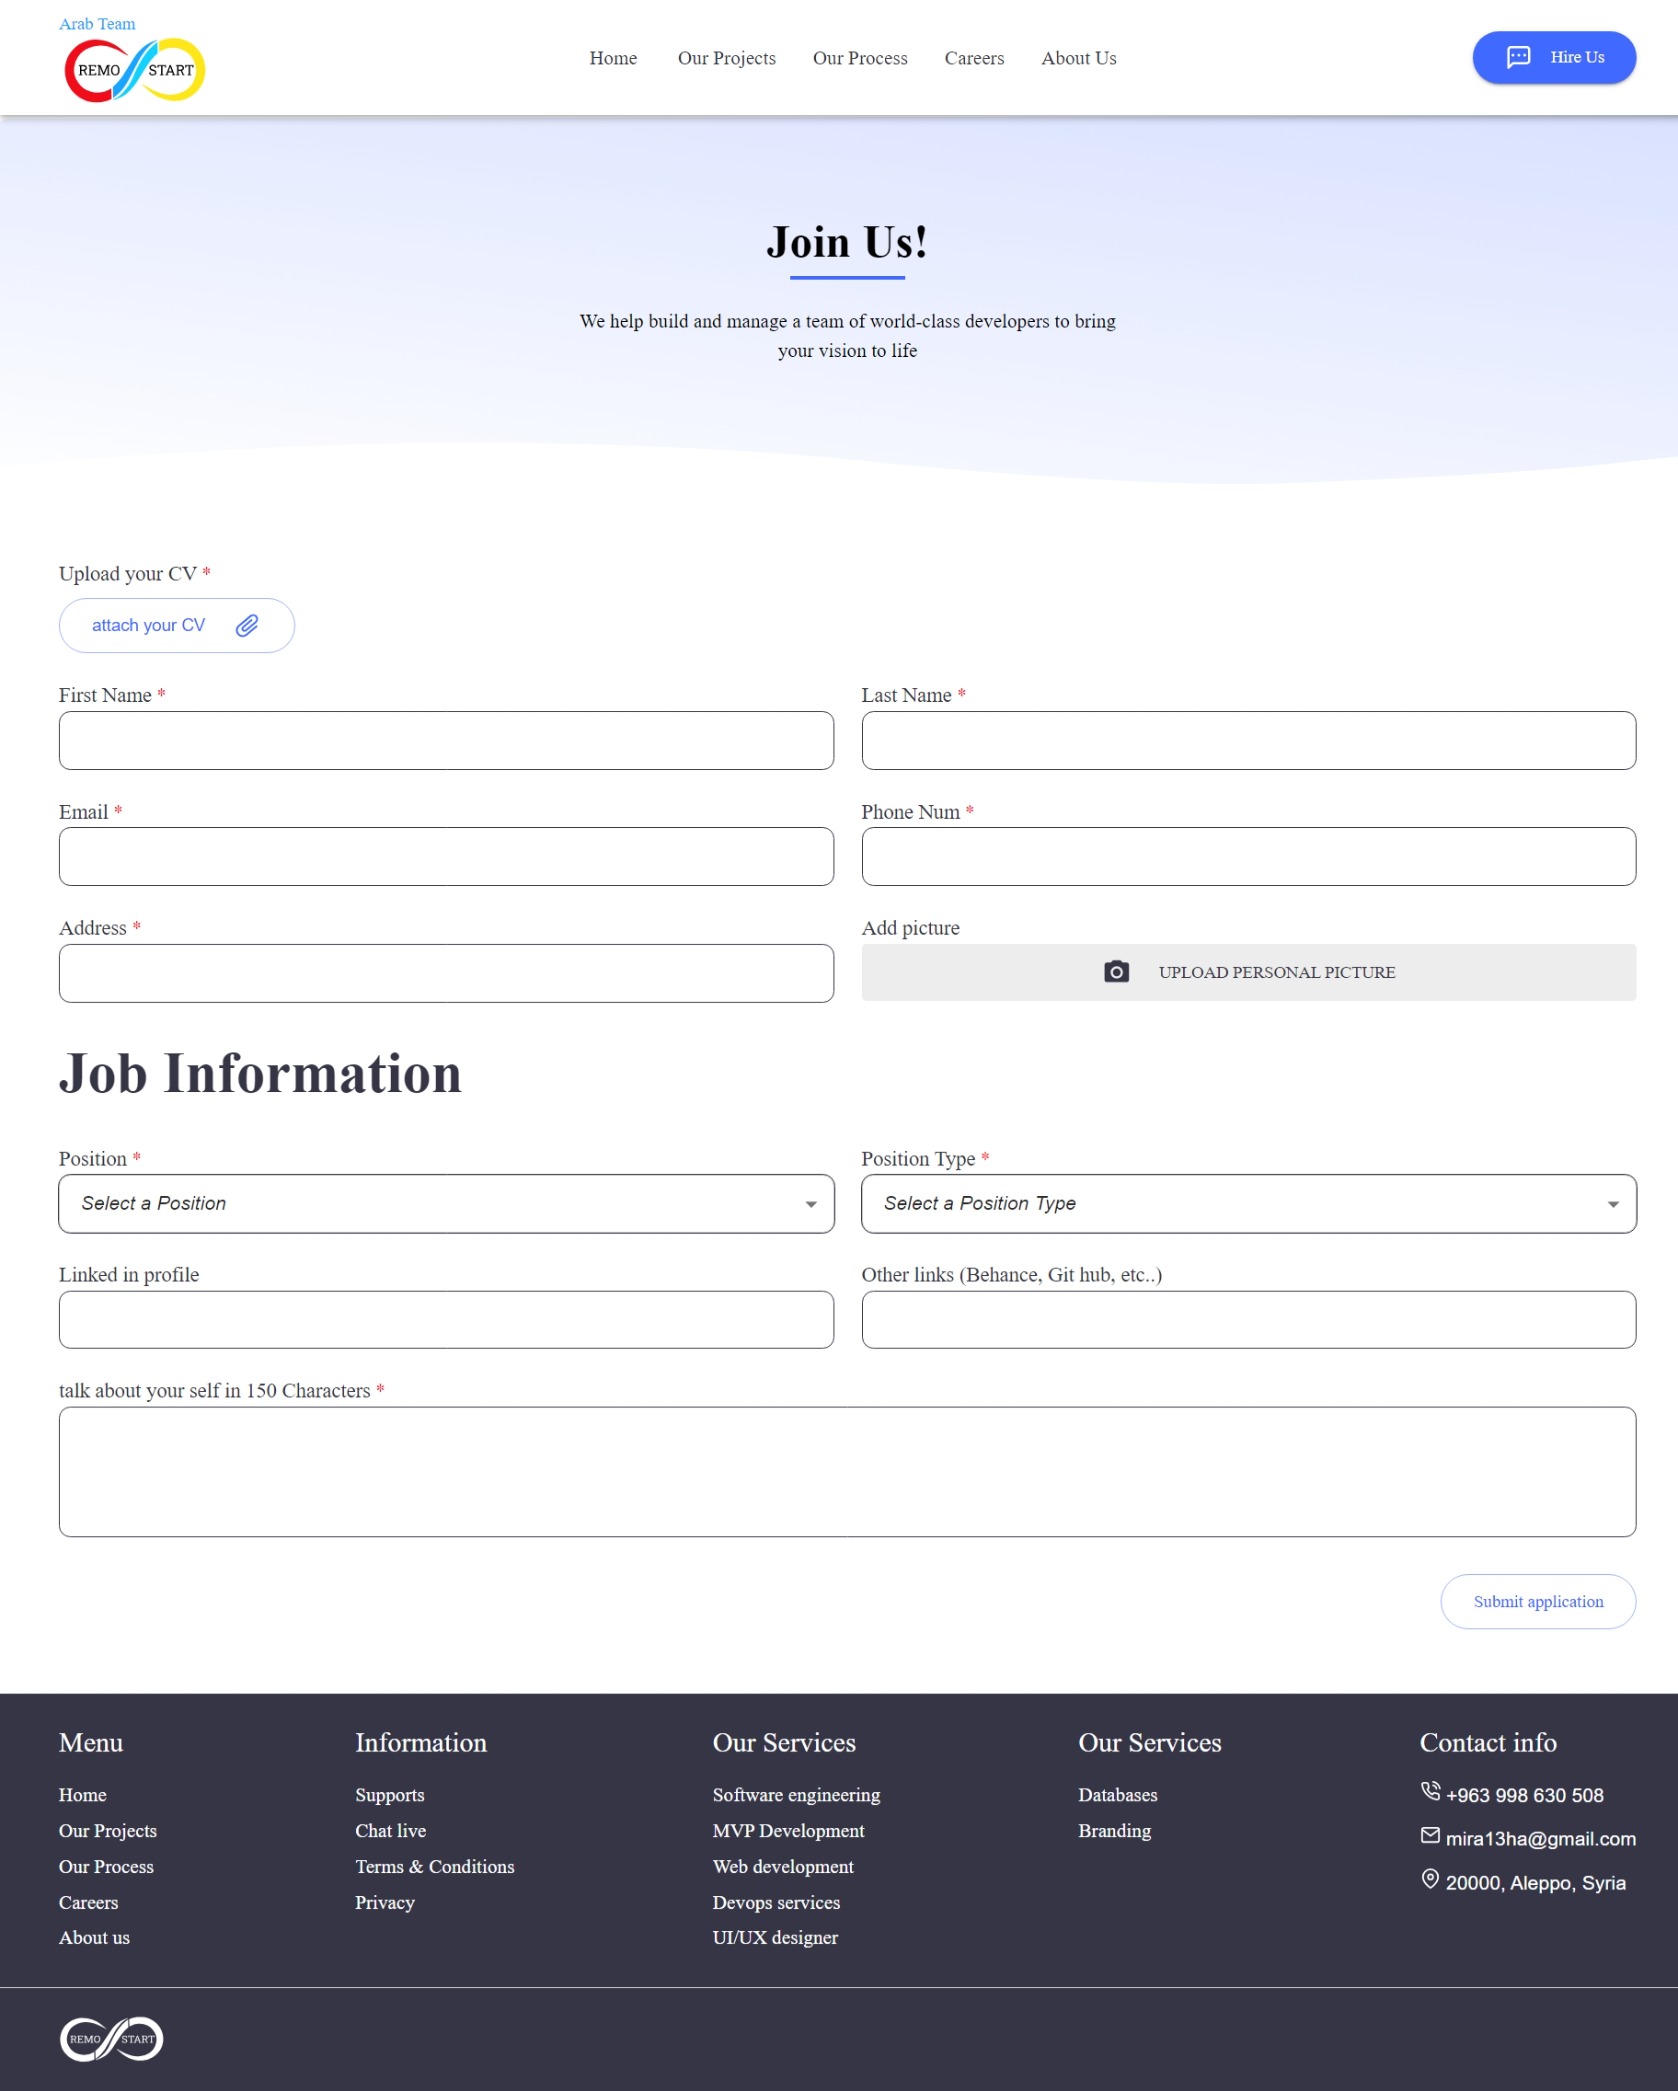 Arab Team
REMO START
Home Our Projects Our Process Careers About Us
Hire Us
Join Us!
We help build and manage a team of world-class developers to bring
your vision to life
Upload your CV *
attach your CV
First Name *
Last Name *
Email *
Phone Num *
Address *
Add picture
UPLOAD PERSONAL PICTURE
Job Information
Position *
Select a Position
Position Type *
Select a Position Type
Linked in profile
Other links (Behance, Git hub, etc..)
talk about your self in 150 Characters *
Submit application
Menu
Home
Our Projects
Our Process
Careers
About us
Information
Supports
Chat live
Terms & Conditions
Privacy
Our Services
Software engineering
MVP Development
Web development
Devops services
UI/UX designer
Our Services
Databases
Branding
Contact info
+963 998 630 508
mira13ha@gmail.com
20000, Aleppo, Syria
REMO START